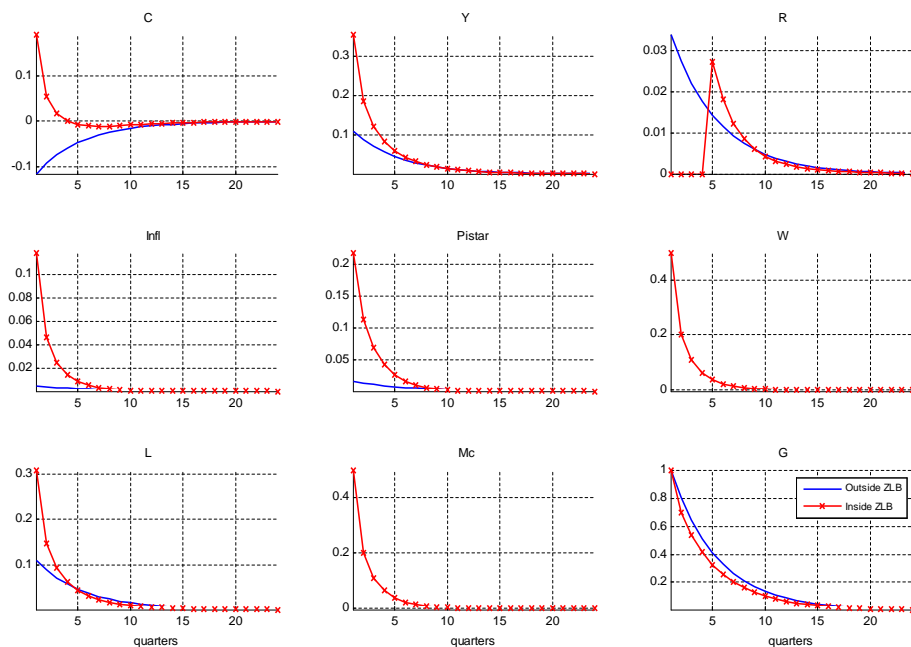 C Y R
0.1
0
-0.1
5 10 15 20
0.3
0.2
0.1
5 10 15 20
0.03
0.02
0.01
0
5 10 15 20
Infl Pistar W
0.1
0.08
0.06
0.04
0.02
5 10 15 20
0.2
0.15
0.1
0.05
5 10 15 20
0.4
0.2
0
5 10 15 20
L Mc G
0.3
0.2
0.1
5 10 15 20
quarters
0.4
0.2
0
5 10 15 20
quarters
1
0.8
0.6
0.4
0.2
5 10 15 20
quarters
Outside ZLB
Inside ZLB